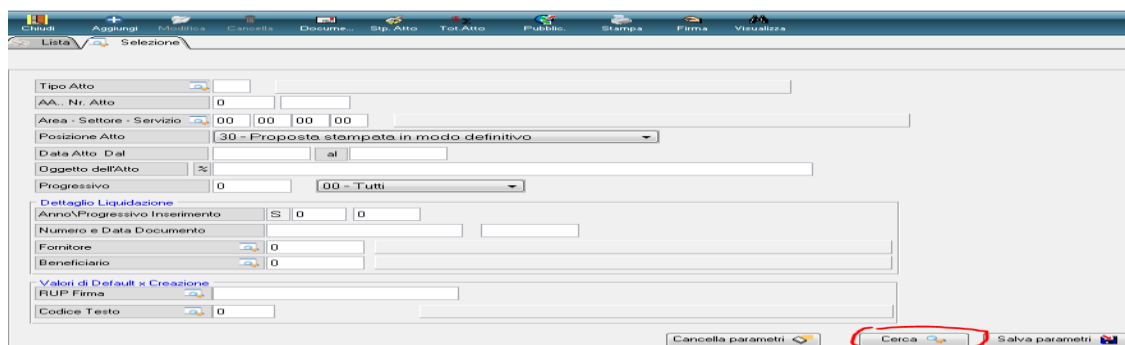 Chiudi Aggiungi Modifica Cancella Docume... Stp. Atto Tot.Atto Pubblic. Stampa Firma Visualizza
Lista Selezione
Tipo Atto
AA.. Nr. Atto 0
Area - Settore - Servizio 00 00 00 00
Posizione Atto 30 - Proposta stampata in modo definitivo
Data Atto Dal al
Oggetto dell'Atto %
Progressivo 0 00 - Tutti
Dettaglio Liquidazione
Anno\Progressivo Inserimento S 0 0
Numero e Data Documento
Fornitore 0
Beneficiario 0
Valori di Default x Creazione
RUP Firma
Codice Testo 0
Cancella parametri Cerca Salva parametri